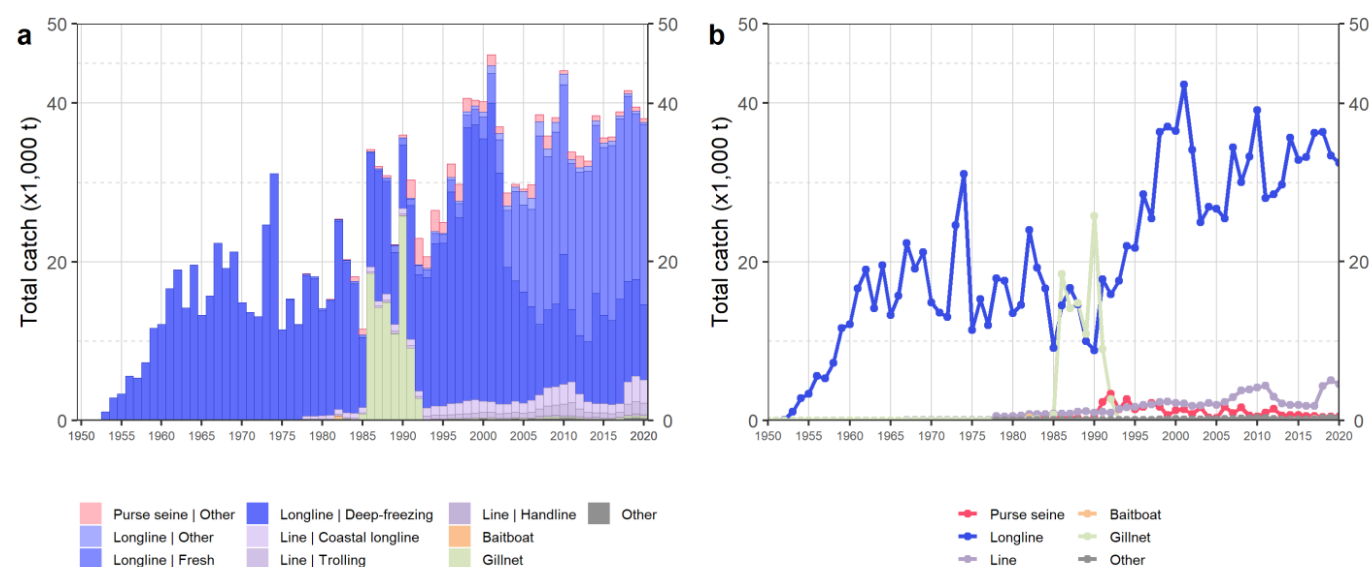 a
Total catch (x1,000 t)
50
40
20
0
50
40
20
0
1950 1955 1960 1965 1970 1975 1980 1985 1990 1995 2000 2005 2010 2015 2020
Purse seine | Other
Longline | Other
Longline | Fresh
Longline | Deep-freezing
Line | Coastal longline
Line | Trolling
Line | Handline
Baitboat
Gillnet
Other
b
Total catch (x1,000 t)
50
40
20
0
50
40
20
0
1950 1955 1960 1965 1970 1975 1980 1985 1990 1995 2000 2005 2010 2015 2020
Purse seine
Longline
Line
Baitboat
Gillnet
Other